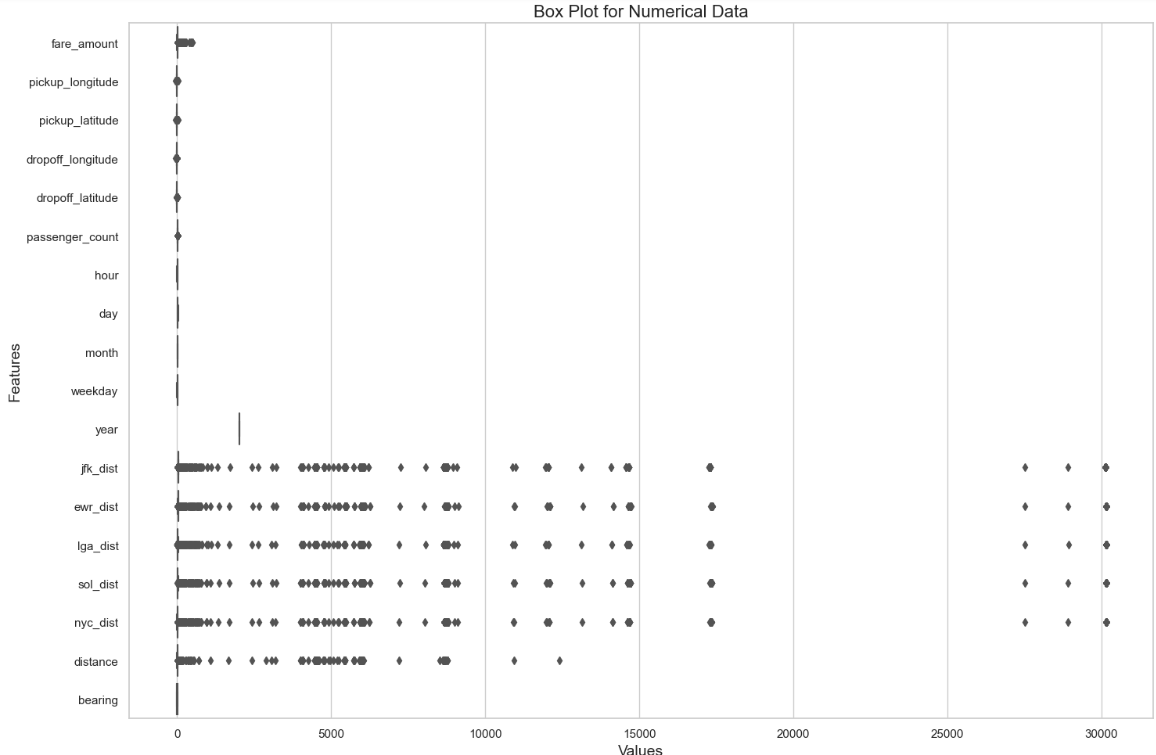 Box Plot for Numerical Data
fare_amount
pickup_longitude
pickup_latitude
dropoff_longitude
dropoff_latitude
passenger_count
hour
day
month
weekday
year
jfk_dist
ewr_dist
lga_dist
sol_dist
nyc_dist
distance
bearing
Features
0 5000 10000 15000 20000 25000 30000
Values